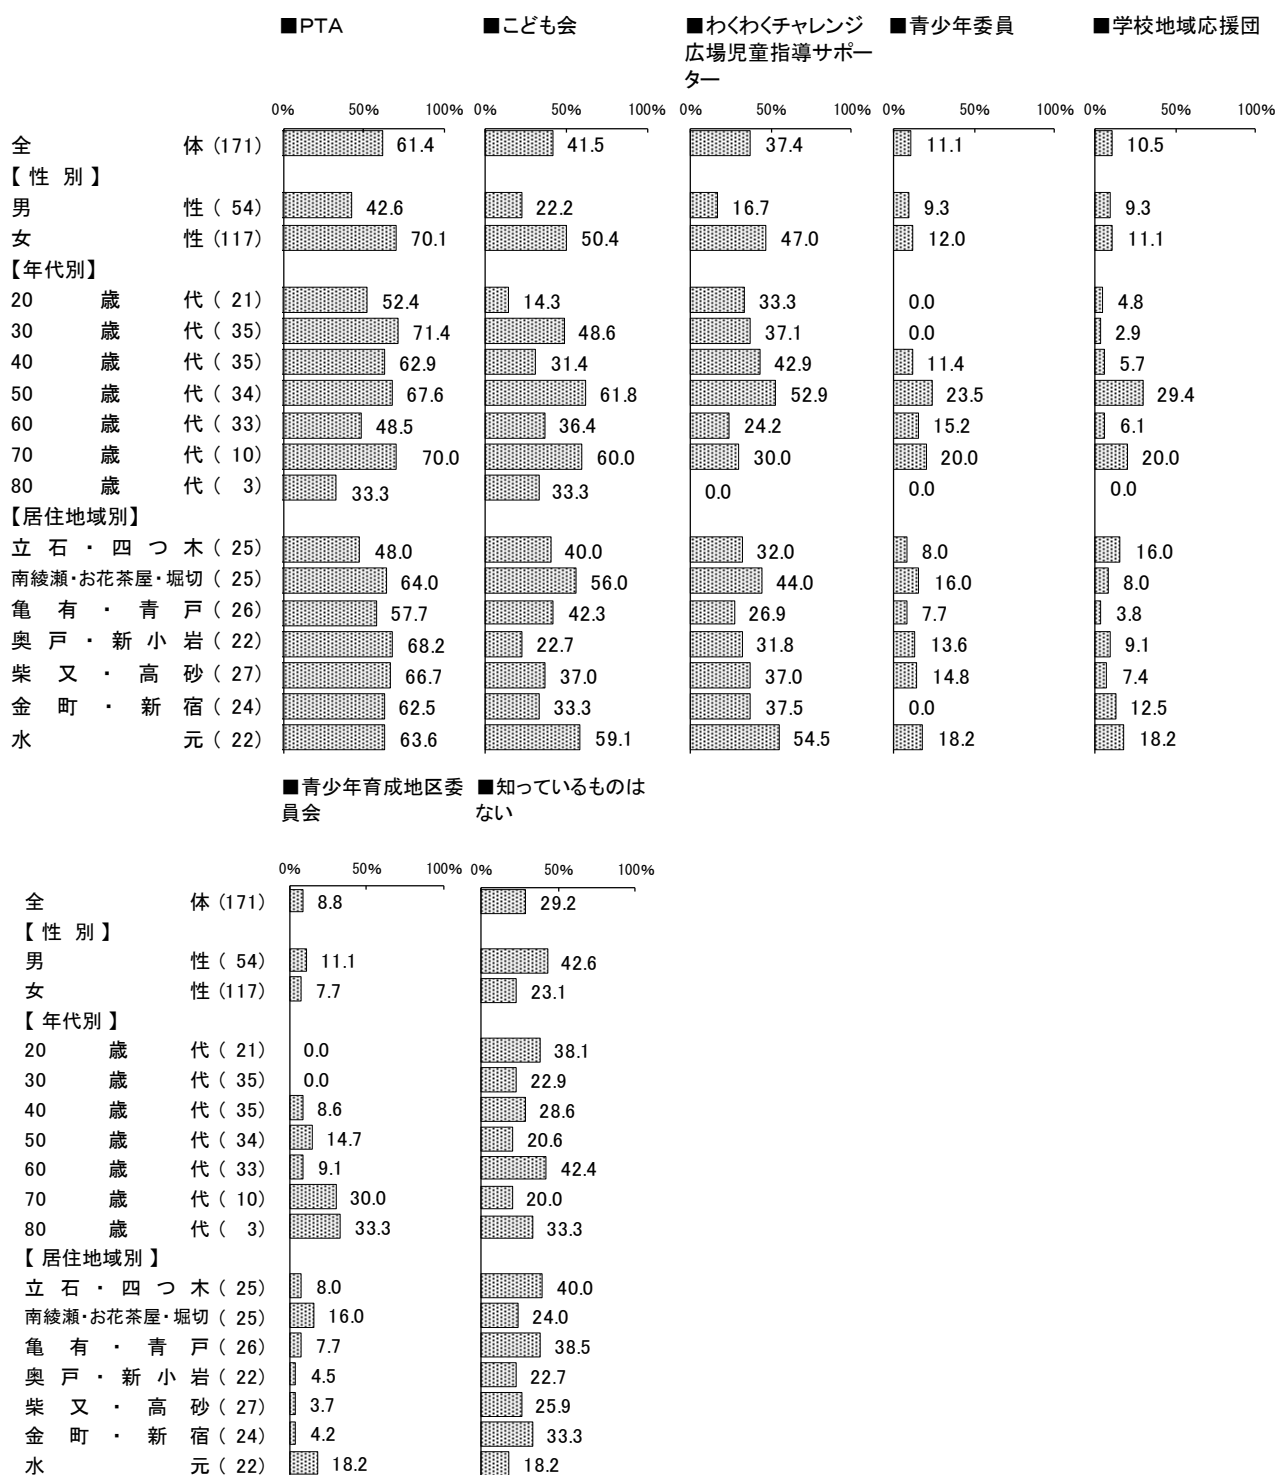 ■PTA ■こども会 ■わくわくチャレンジ ■青少年委員 ■学校地域応援団
広場児童指導サポー
ター
0% 50% 100% 0% 50% 100% 0% 50% 100% 0% 50% 100% 0% 50% 100%
全体(171) 61.4 41.5 37.4 11.1 10.5
【性別】
男性(54) 42.6 22.2 16.7 9.3 9.3
女性(117) 70.1 50.4 47.0 12.0 11.1
【年代別】
20歳代(21) 52.4 14.3 33.3 0.0 4.8
30歳代(35) 71.4 48.6 37.1 0.0 2.9
40歳代(35) 62.9 31.4 42.9 11.4 5.7
50歳代(34) 67.6 61.8 52.9 23.5 29.4
60歳代(33) 48.5 36.4 24.2 15.2 6.1
70歳代(10) 70.0 60.0 30.0 20.0 20.0
80歳代(3) 33.3 33.3 0.0 0.0 0.0
【居住地域別】
立石・四つ木(25) 48.0 40.0 32.0 8.0 16.0
南綾瀬・お花茶屋・堀切(25) 64.0 56.0 44.0 16.0 8.0
亀有・青戸(26) 57.7 42.3 26.9 7.7 3.8
奥戸・新小岩(22) 68.2 22.7 31.8 13.6 9.1
柴又・高砂(27) 66.7 37.0 37.0 14.8 7.4
金町・新宿(24) 62.5 33.3 37.5 0.0 12.5
水元(22) 63.6 59.1 54.5 18.2 18.2
■青少年育成地区委 ■知っているものは
員会 ない
0% 50% 100% 0% 50% 100%
全体(171) 8.8 29.2
【性別】
男性(54) 11.1 42.6
女性(117) 7.7 23.1
【年代別】
20歳代(21) 0.0 38.1
30歳代(35) 0.0 22.9
40歳代(35) 8.6 28.6
50歳代(34) 14.7 20.6
60歳代(33) 9.1 42.4
70歳代(10) 30.0 20.0
80歳代(3) 33.3 33.3
【居住地域別】
立石・四つ木(25) 8.0 40.0
南綾瀬・お花茶屋・堀切(25) 16.0 24.0
亀有・青戸(26) 7.7 38.5
奥戸・新小岩(22) 4.5 22.7
柴又・高砂(27) 3.7 25.9
金町・新宿(24) 4.2 33.3
水元(22) 18.2 18.2